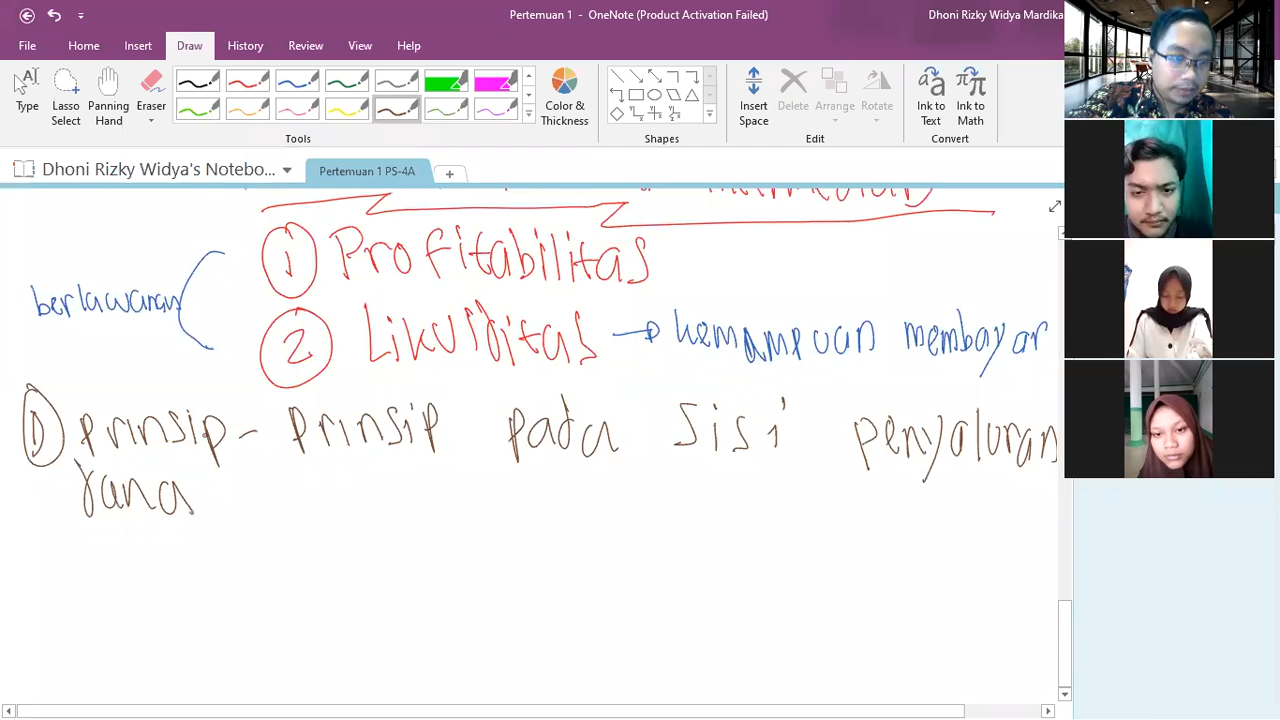 Pertemuan 1 - OneNote (Product Activation Failed)
Dhoni Rizky Widya Mardika
File Home Insert Draw History Review View Help
Type
Lasso Select
Panning Hand
Eraser
Color & Thickness
Insert Space
Delete
Arrange
Rotate
Ink to Text
Ink to Math
Tools
Shapes
Edit
Convert
Dhoni Rizky Widya's Notebo...
Pertemuan 1 PS-4A
1 Profitabilitas
berlawanan
2 Likuiditas → kemampuan membayar
D prinsip - prinsip pada sisi penyaluran
dana